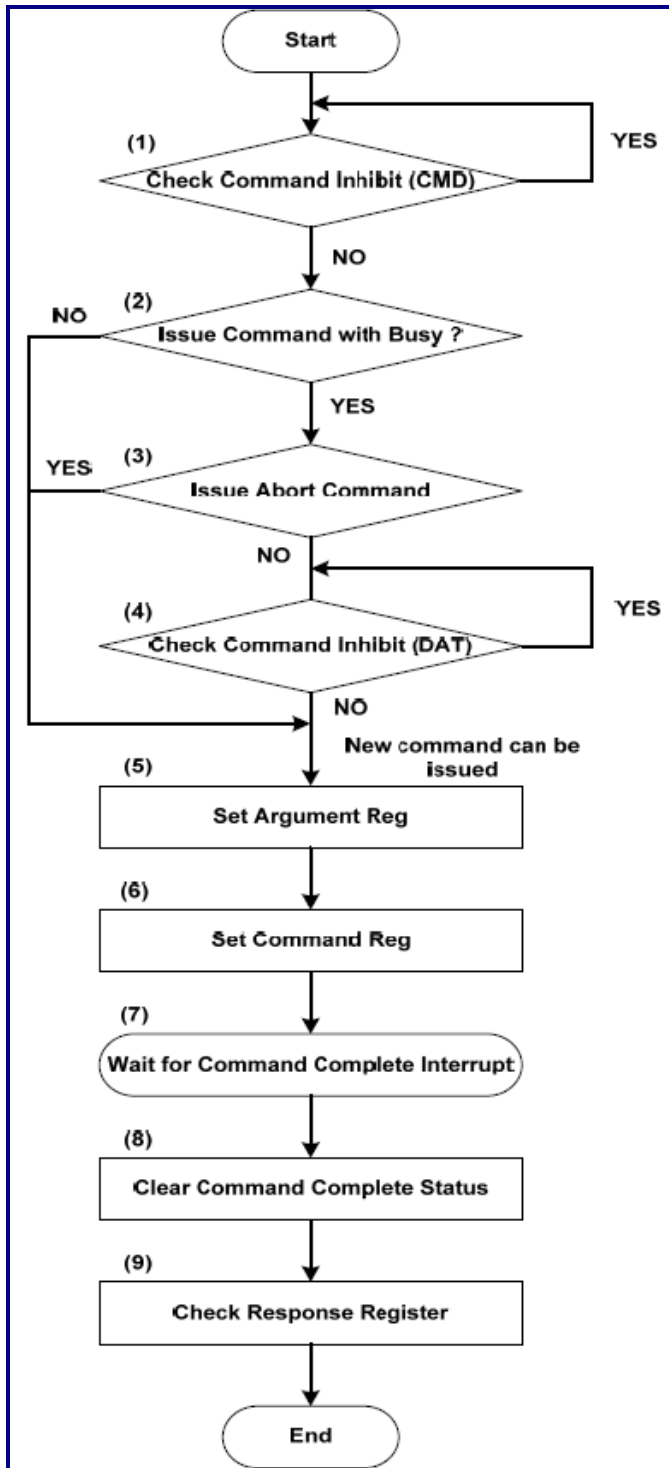 Start
(1)
YES
Check Command Inhibit (CMD)
NO
(2)
NO
Issue Command with Busy ?
YES
(3)
YES
Issue Abort Command
NO
(4)
YES
Check Command Inhibit (DAT)
NO
New command can be
issued
(5)
Set Argument Reg
(6)
Set Command Reg
(7)
Wait for Command Complete Interrupt
(8)
Clear Command Complete Status
(9)
Check Response Register
End